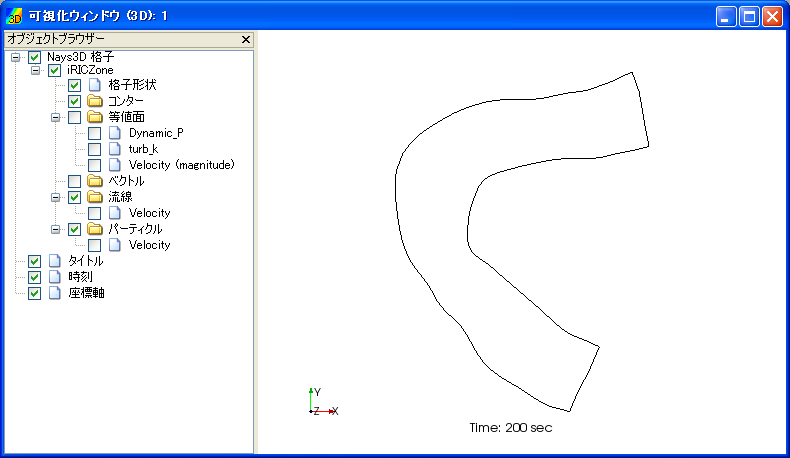 3D 可視化ウィンドウ (3D): 1
オブジェクトブラウザー
Nays3D 格子
iRICZone
格子形状
コンター
等値面
Dynamic_P
turb_k
Velocity (magnitude)
ベクトル
流線
Velocity
パーティクル
Velocity
タイトル
時刻
座標軸
Y
Z X
Time: 200 sec